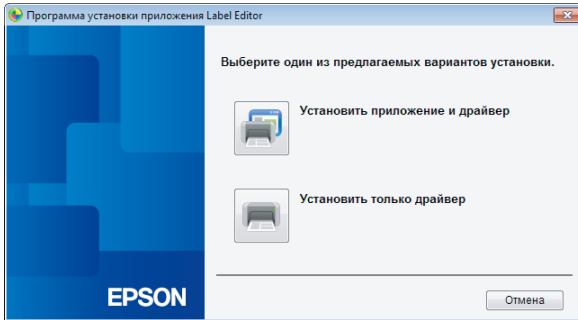 Программа установки приложения Label Editor
Выберите один из предлагаемых вариантов установки.
Установить приложение и драйвер
Установить только драйвер
EPSON
Отмена